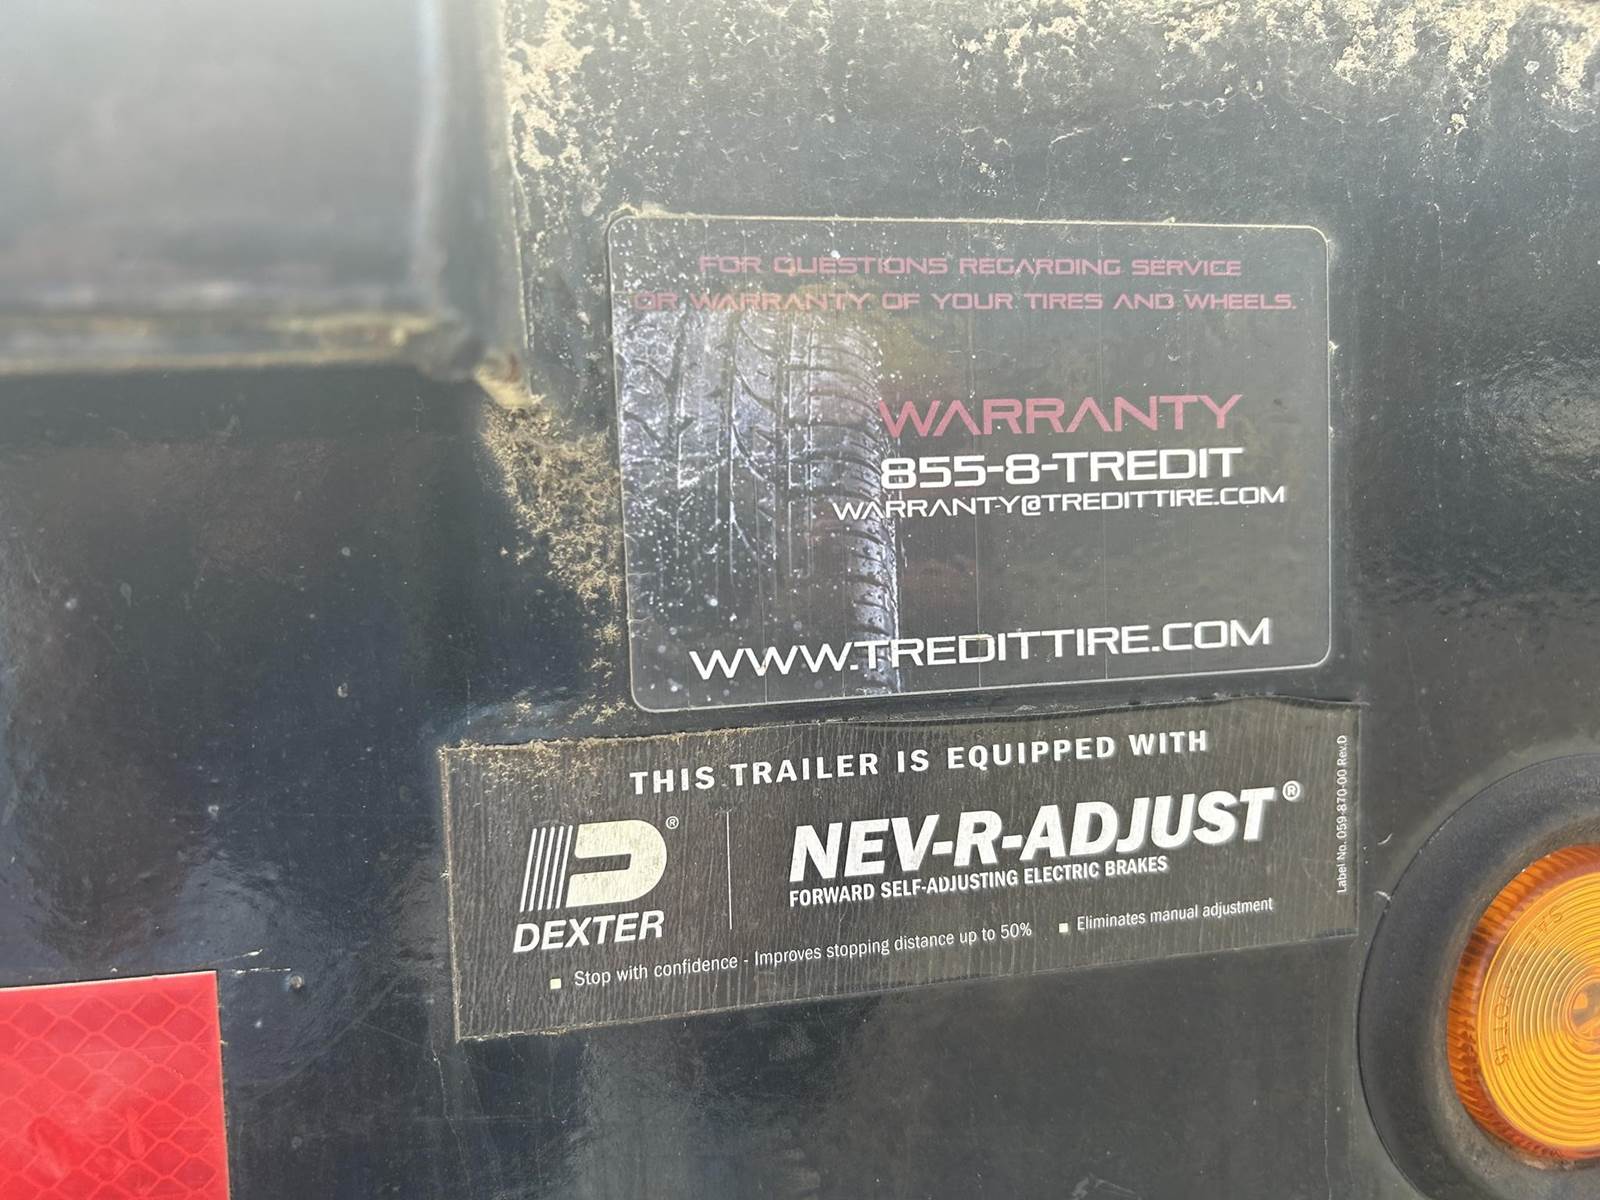 FOR QUESTIONS REGARDING SERVICE
OR WARRANTY OF YOUR TIRES AND WHEELS.
WARRANTY
855-8-TREDIT
WARRANTY@TREDITTIRE.COM
WWW.TREDITTIRE.COM
THIS TRAILER IS EQUIPPED WITH
DEXTER®
NEV-R-ADJUST®
FORWARD SELF-ADJUSTING ELECTRIC BRAKES
▪ Stop with confidence - Improves stopping distance up to 50% ▪ Eliminates manual adjustment
Label No. 059-870-00 Rev.D